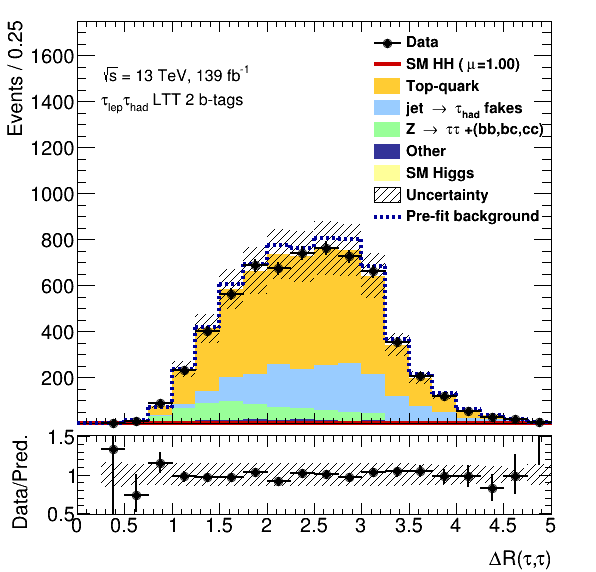 Events / 0.25
1600
1400
1200
1000
800
600
400
200
√s = 13 TeV, 139 fb⁻¹
τlepτhad LTT 2 b-tags
Data
SM HH ( μ=1.00)
Top-quark
jet → τhad fakes
Z → ττ +(bb,bc,cc)
Other
SM Higgs
Uncertainty
Pre-fit background
Data/Pred.
1.5
1
0.5
0 0.5 1 1.5 2 2.5 3 3.5 4 4.5 5
ΔR(τ,τ)